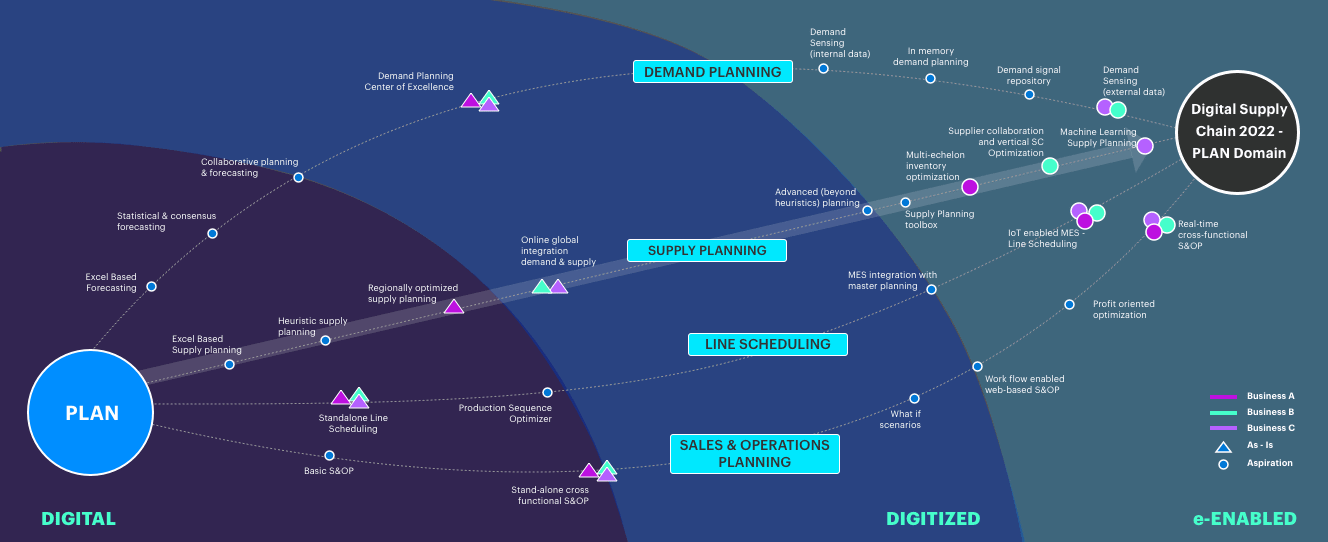 Demand
Sensing
(internal data)
In memory
demand planning
Demand signal
repository
Demand
Sensing
(external data)
DEMAND PLANNING
Demand Planning
Center of Excellence
Digital Supply
Chain 2022 -
PLAN Domain
Supplier collaboration
and vertical SC
Optimization
Machine Learning
Supply Planning
Multi-echelon
inventory
optimization
Collaborative planning
& forecasting
Advanced (beyond
heuristics) planning
Supply Planning
toolbox
Statistical & consensus
forecasting
Online global
integration
demand & supply
SUPPLY PLANNING
IoT enabled MES -
Line Scheduling
Real-time
cross-functional
S&OP
Excel Based
Forecasting
Regionally optimized
supply planning
MES integration with
master planning
Profit oriented
optimization
Heuristic supply
planning
Excel Based
Supply planning
LINE SCHEDULING
PLAN
Standalone Line
Scheduling
Production Sequence
Optimizer
Work flow enabled
web-based S&OP
What if
scenarios
SALES & OPERATIONS
PLANNING
Basic S&OP
Stand-alone cross
functional S&OP
Business A
Business B
Business C
As - Is
Aspiration
DIGITAL
DIGITIZED
e-ENABLED